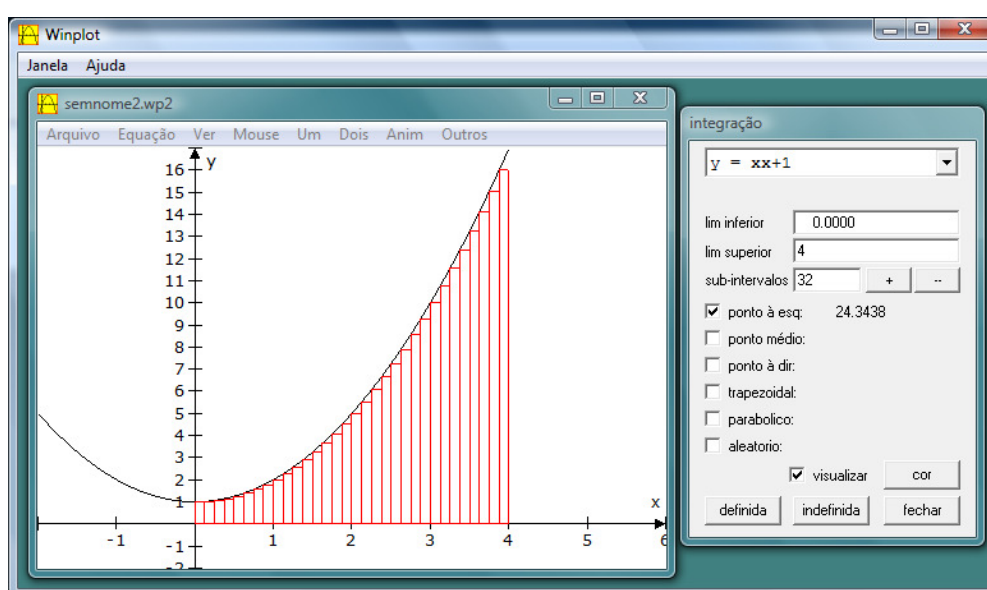 Winplot
Janela Ajuda
semnome2.wp2
Arquivo Equação Ver Mouse Um Dois Anim Outros
y
16
15
14
13
12
11
10
9
8
7
6
5
4
3
2
1
x
-1 1 2 3 4 5 6
-1
-2
integração
y = xx+1
lim inferior 0.0000
lim superior 4
sub-intervalos 32 + --
ponto à esq: 24.3438
ponto médio:
ponto à dir:
trapezoidal:
parabolico:
aleatorio:
visualizar cor
definida indefinida fechar